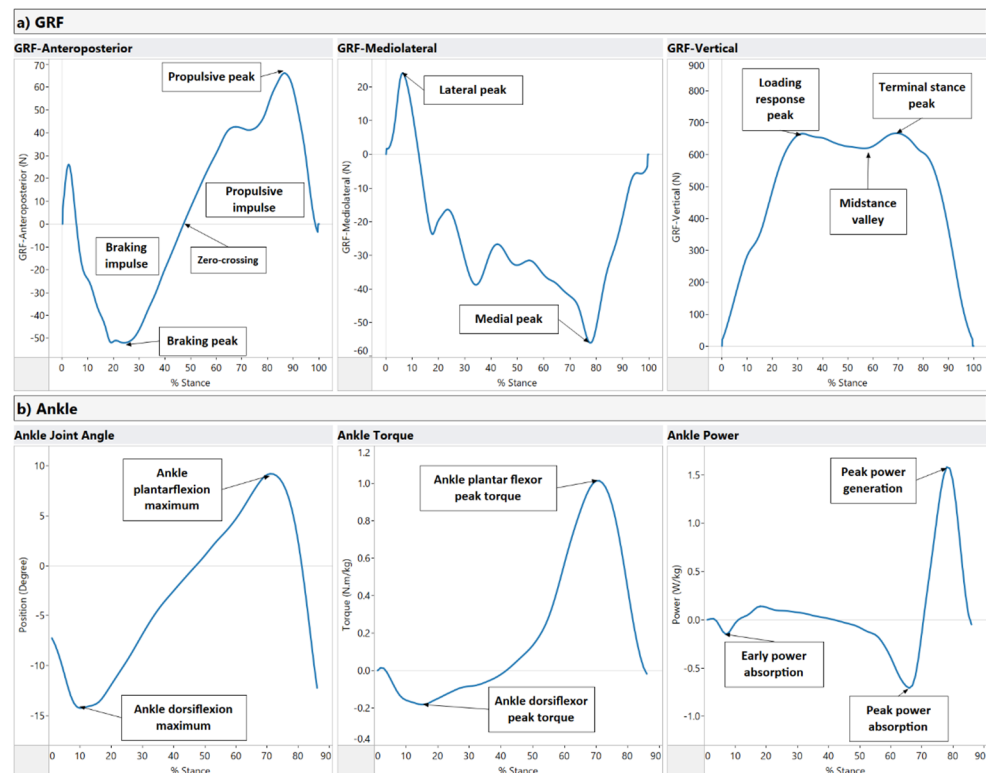 a) GRF
GRF-Anteroposterior
GRF-Anteroposterior (N)
70
60
50
40
30
20
10
0
-10
-20
-30
-40
-50
Propulsive peak
Propulsive
impulse
Braking
impulse
Zero-crossing
Braking peak
0 10 20 30 40 50 60 70 80 90 100
% Stance
GRF-Mediolateral
GRF-Mediolateral (N)
20
10
0
-10
-20
-30
-40
-50
-60
Lateral peak
Medial peak
0 10 20 30 40 50 60 70 80 90 100
% Stance
GRF-Vertical
GRF-Vertical (N)
900
800
700
600
500
400
300
200
100
0
Loading
response
peak
Terminal stance
peak
Midstance
valley
0 10 20 30 40 50 60 70 80 90 100
% Stance
b) Ankle
Ankle Joint Angle
Position (Degree)
10
5
0
-5
-10
-15
Ankle
plantarflexion
maximum
Ankle dorsiflexion
maximum
0 10 20 30 40 50 60 70 80 90
% Stance
Ankle Torque
Torque (N.m/kg)
1.2
1.0
0.8
0.6
0.4
0.2
0.0
-0.2
-0.4
Ankle plantar flexor
peak torque
Ankle dorsiflexor
peak torque
0 10 20 30 40 50 60 70 80 90
% Stance
Ankle Power
Power (W/kg)
1.5
1.0
0.5
0.0
-0.5
-1.0
Peak power
generation
Early power
absorption
Peak power
absorption
0 10 20 30 40 50 60 70 80 90
% Stance